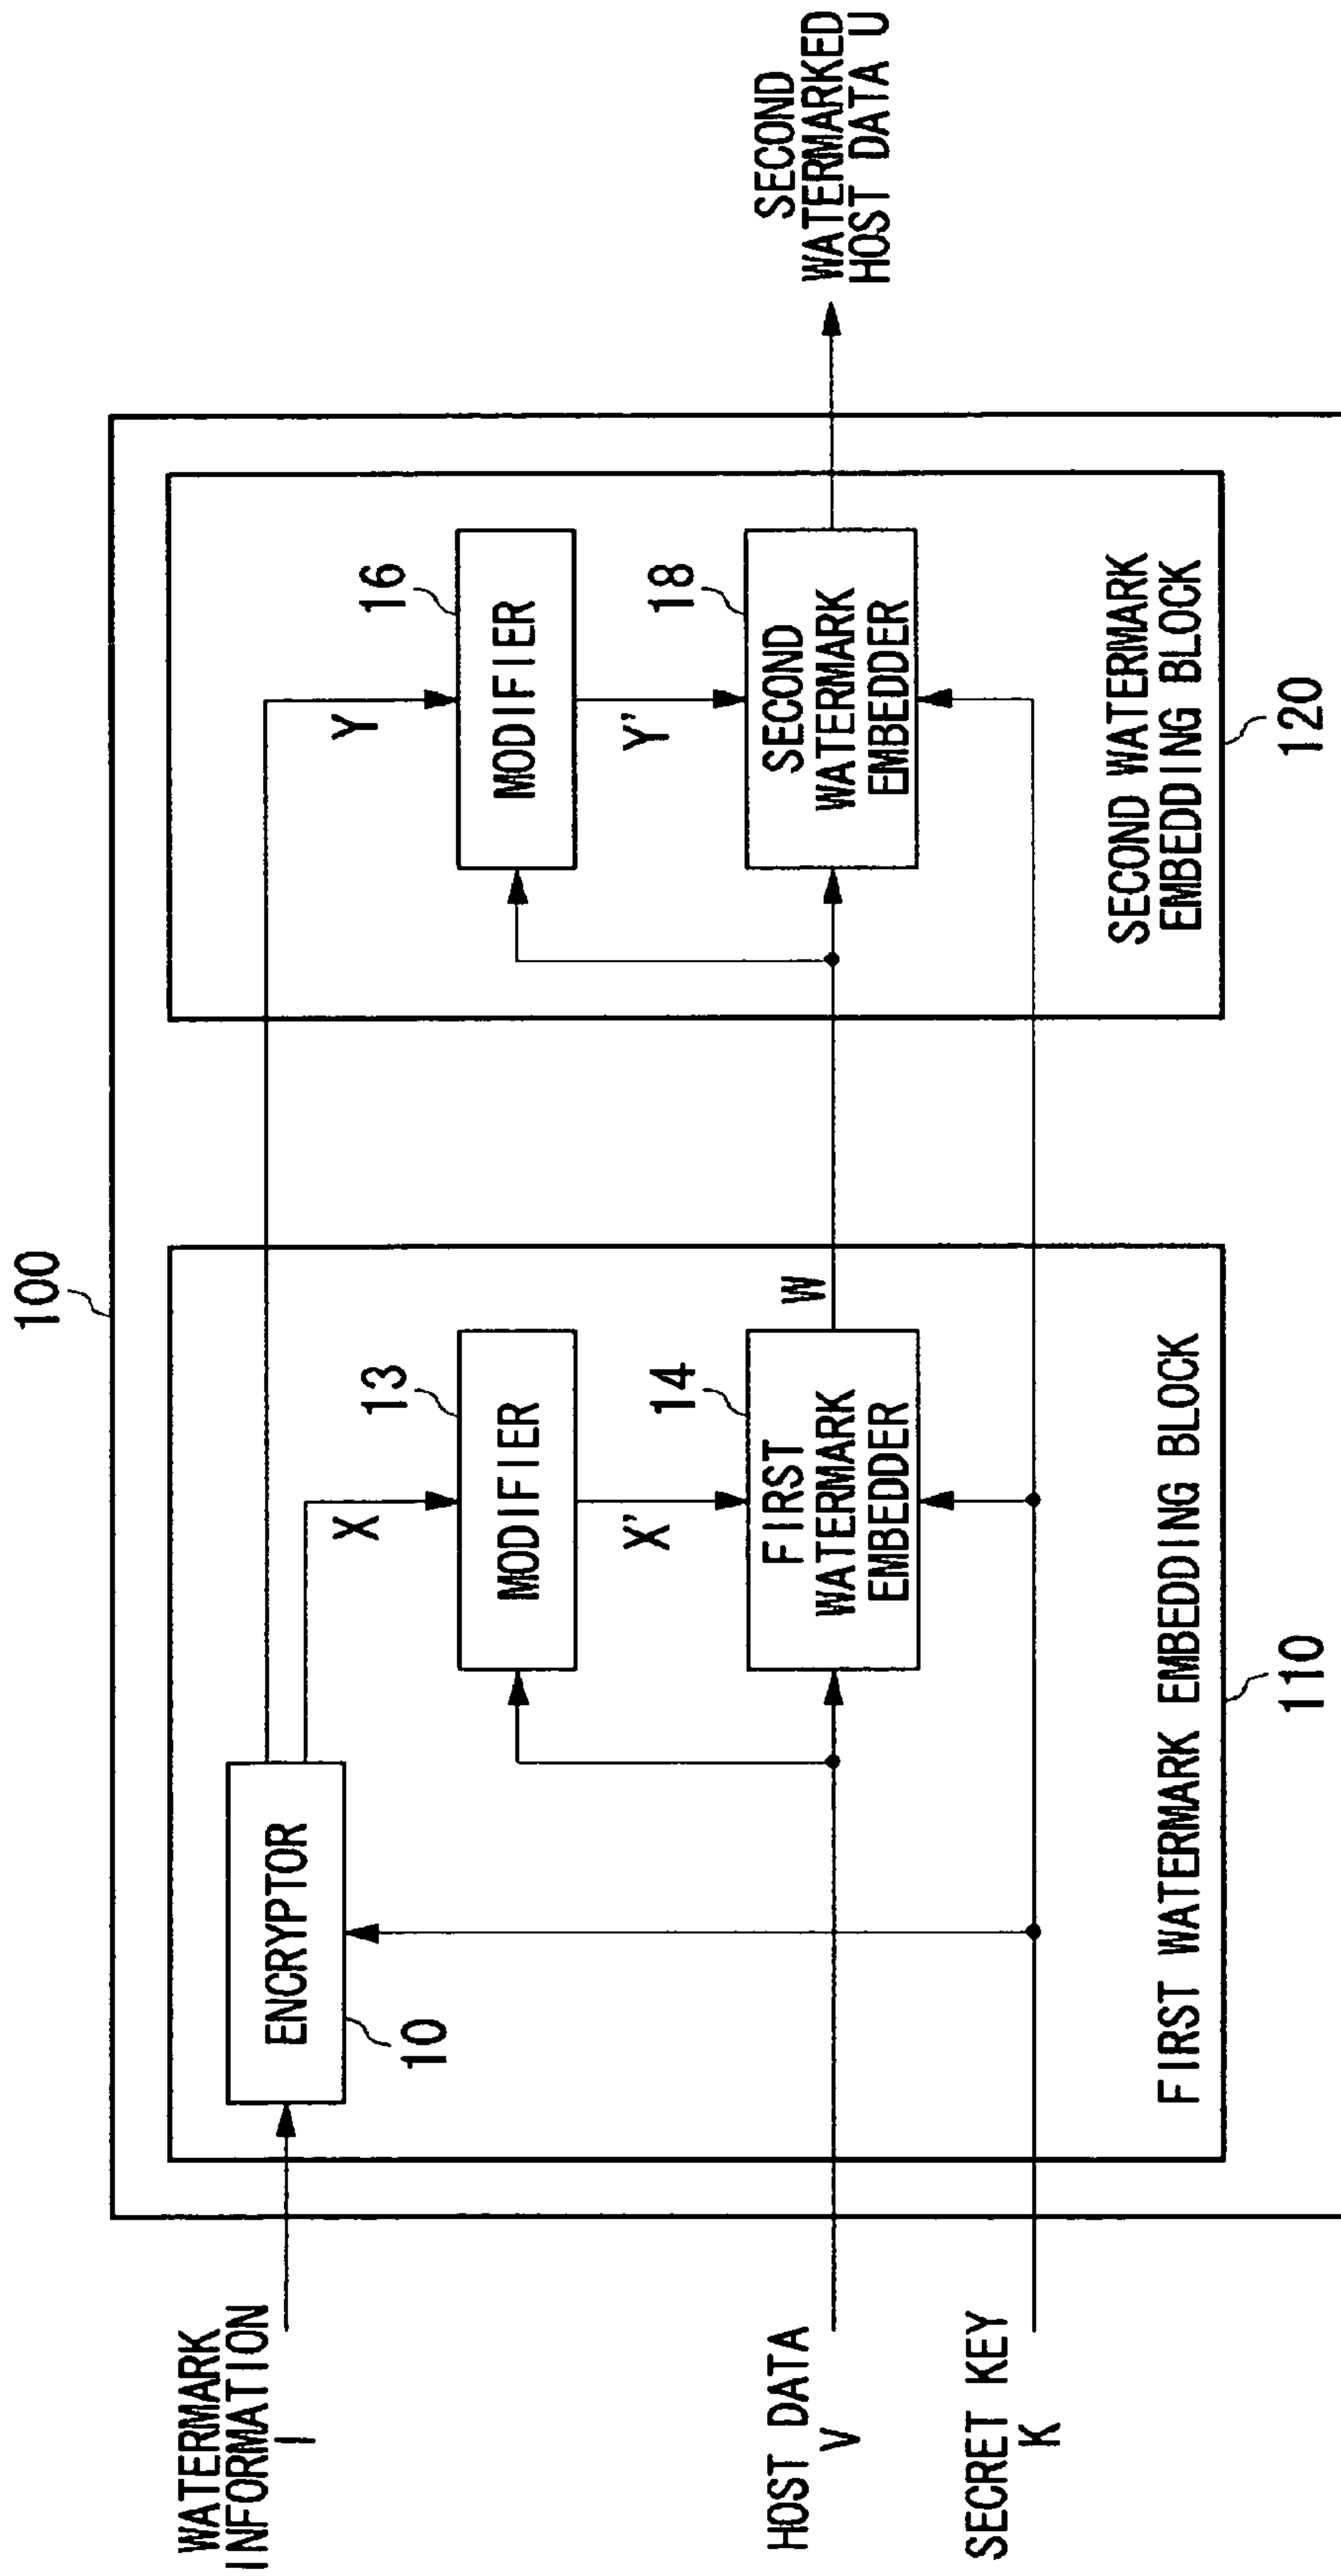 100
WATERMARK
INFORMATION
I
ENCRYPTOR
10
X
Y
13
MODIFIER
16
MODIFIER
X'
Y'
HOST DATA
V
14
FIRST
WATERMARK
EMBEDDER
W
18
SECOND
WATERMARK
EMBEDDER
SECOND
WATERMARKED
HOST DATA U
SECRET KEY
K
FIRST WATERMARK EMBEDDING BLOCK
110
SECOND WATERMARK
EMBEDDING BLOCK
120